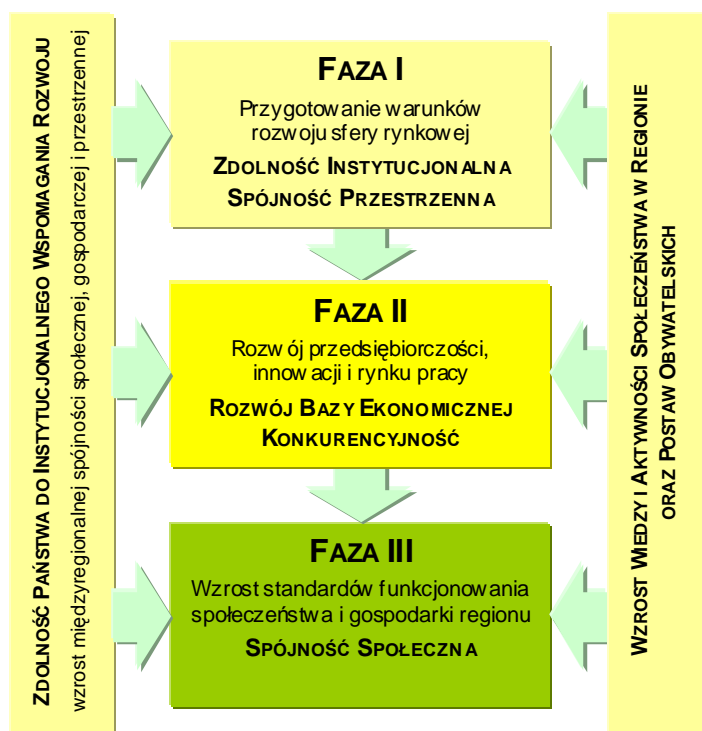 ZDOLNOŚĆ PAŃSTWA DO INSTYTUCJONALNEGO WSPOMAGANIA ROZWOJU
wzrost międzyregionalnej spójności społecznej, gospodarczej i przestrzennej
FAZA I
Przygotowanie warunków
rozwoju sfery rynkowej
ZDOLNOŚĆ INSTYTUCJONALNA
SPÓJNOŚĆ PRZESTRZENNA
FAZA II
Rozwój przedsiębiorczości,
innowacji i rynku pracy
ROZWÓJ BAZY EKONOMICZNEJ
KONKURENCYJNOŚĆ
FAZA III
Wzrost standardów funkcjonowania
społeczeństwa i gospodarki regionu
SPÓJNOŚĆ SPOŁECZNA
WZROST WIEDZY I AKTYWNOŚCI SPOŁECZEŃSTWA W REGIONIE
ORAZ POSTAW OBYWATELSKICH